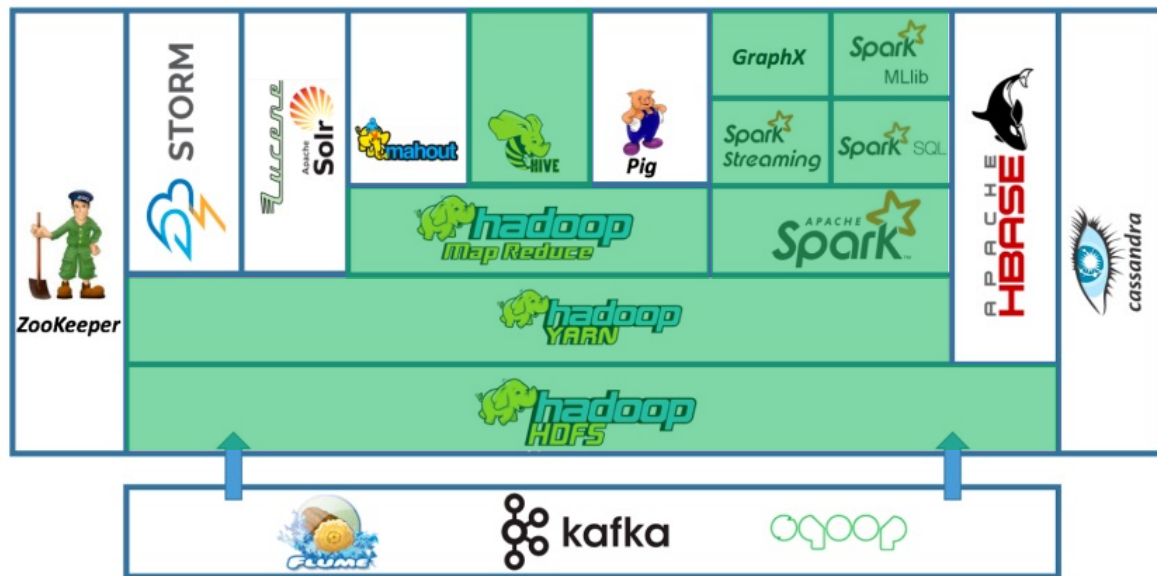 ZooKeeper
STORM
Lucene
Apache
Solr
mahout
HIVE
Pig
GraphX
Spark
MLlib
Spark
Streaming
Spark SQL
hadoop
Map Reduce
APACHE
Spark
TM
APACHE
HBASE
cassandra
hadoop
YARN
hadoop
HDFS
FLUME
kafka
sqoop